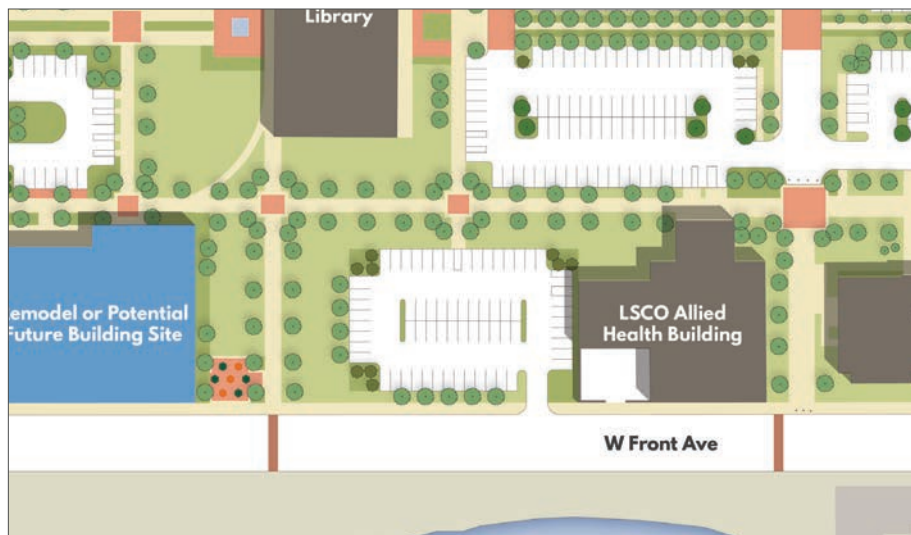 Library
emodel or Potential
Future Building Site
LSCO Allied
Health Building
W Front Ave